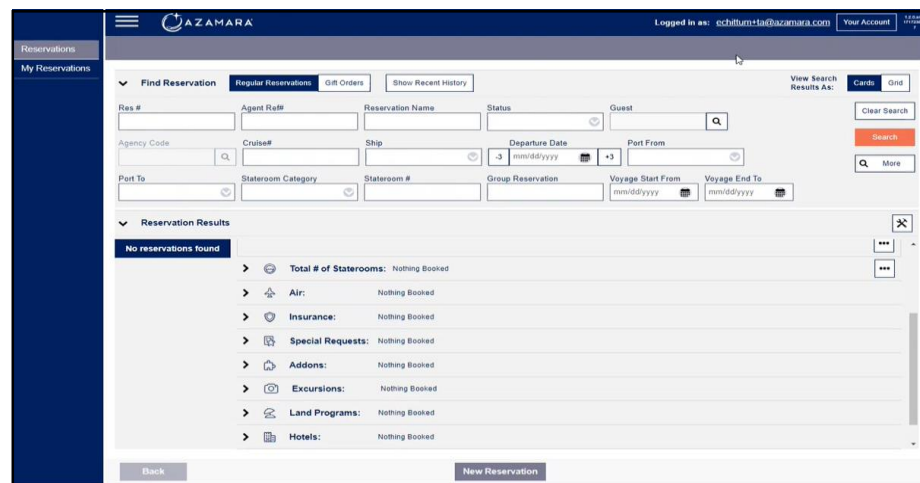 AZAMARA
Logged in as: echittum+ta@azamara.com Your Account
Reservations
My Reservations
Find Reservation Regular Reservations Gift Orders Show Recent History View Search Results As: Cards Grid
Res # Agent Ref# Reservation Name Status Guest
Clear Search
Search
Agency Code Cruise# Ship Departure Date Port From
-3 mm/dd/yyyy +3
More
Port To Stateroom Category Stateroom # Group Reservation Voyage Start From Voyage End To
mm/dd/yyyy mm/dd/yyyy
Reservation Results
No reservations found
Total # of Staterooms: Nothing Booked
Air: Nothing Booked
Insurance: Nothing Booked
Special Requests: Nothing Booked
Addons: Nothing Booked
Excursions: Nothing Booked
Land Programs: Nothing Booked
Hotels: Nothing Booked
Back New Reservation